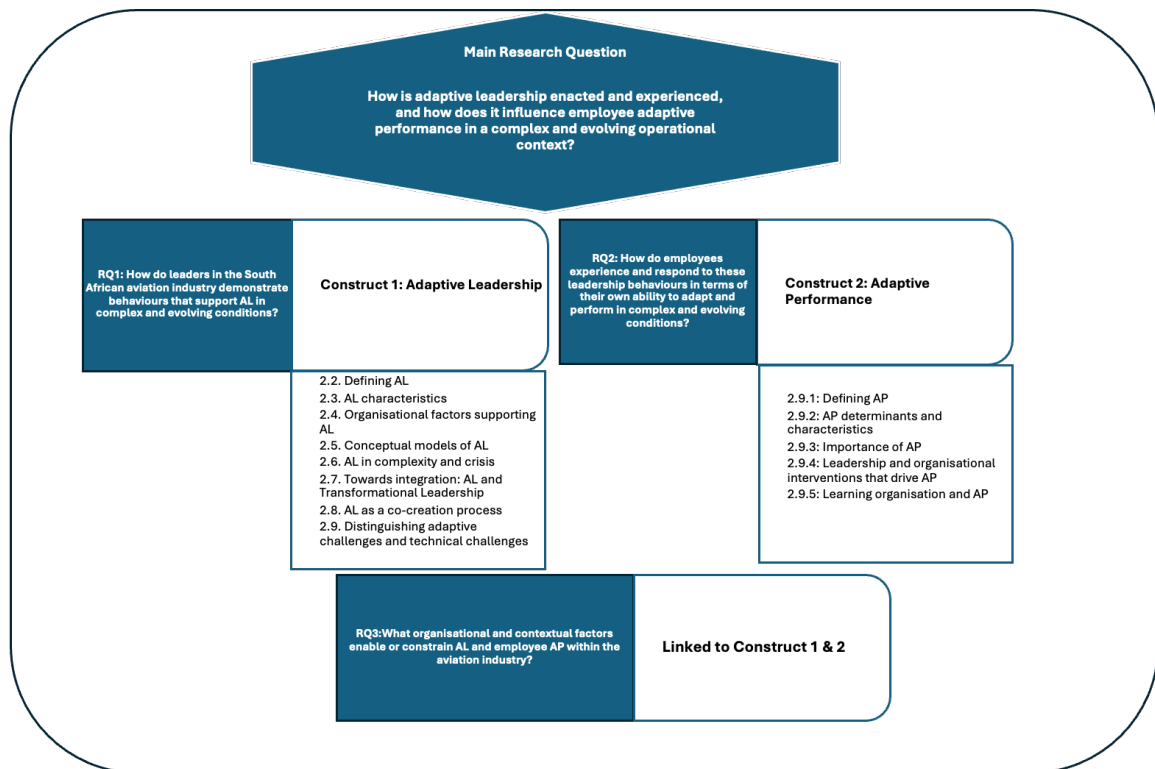 Main Research Question
How is adaptive leadership enacted and experienced,
and how does it influence employee adaptive
performance in a complex and evolving operational
context?
RQ1: How do leaders in the South
African aviation industry demonstrate
behaviours that support AL in
complex and evolving conditions?
Construct 1: Adaptive Leadership
2.2. Defining AL
2.3. AL characteristics
2.4. Organisational factors supporting
AL
2.5. Conceptual models of AL
2.6. AL in complexity and crisis
2.7. Towards integration: AL and
Transformational Leadership
2.8. AL as a co-creation process
2.9. Distinguishing adaptive
challenges and technical challenges
RQ2: How do employees
experience and respond to these
leadership behaviours in terms of
their own ability to adapt and
perform in complex and evolving
conditions?
Construct 2: Adaptive
Performance
2.9.1: Defining AP
2.9.2: AP determinants and
characteristics
2.9.3: Importance of AP
2.9.4: Leadership and organisational
interventions that drive AP
2.9.5: Learning organisation and AP
RQ3:What organisational and contextual factors
enable or constrain AL and employee AP within the
aviation industry?
Linked to Construct 1 & 2